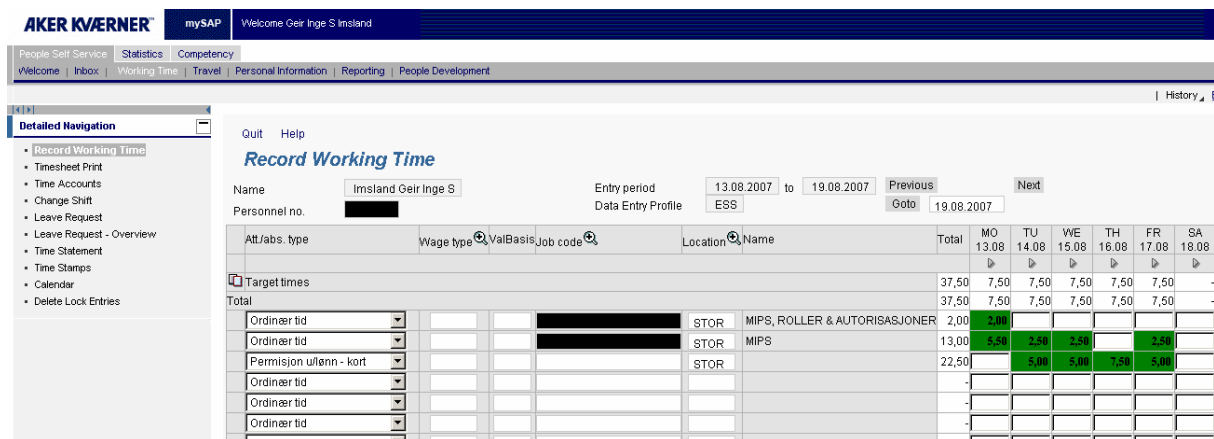 AKER KVÆRNER™ mySAP Welcome Geir Inge S Imsland
People Self Service Statistics Competency
Welcome | Inbox | Working Time | Travel | Personal Information | Reporting | People Development
| History
Detailed Navigation
Record Working Time
Timesheet Print
Time Accounts
Change Shift
Leave Request
Leave Request - Overview
Time Statement
Time Stamps
Calendar
Delete Lock Entries
Quit Help
Record Working Time
Name Imsland Geir Inge S Entry period 13.08.2007 to 19.08.2007 Previous Next
Personnel no. Data Entry Profile ESS Goto 19.08.2007
Att./abs. type Wage type ValBasis Job code Location Name Total MO 13.08 TU 14.08 WE 15.08 TH 16.08 FR 17.08 SA 18.08
Target times 37,50 7,50 7,50 7,50 7,50 7,50 -
Total 37,50 7,50 7,50 7,50 7,50 7,50 -
Ordinær tid STOR MIPS, ROLLER & AUTORISASJONER 2,00 2,00
Ordinær tid STOR MIPS 13,00 5,50 2,50 2,50 2,50
Permisjon u/lønn - kort STOR 22,50 5,00 5,00 7,50 5,00
Ordinær tid -
Ordinær tid -
Ordinær tid -